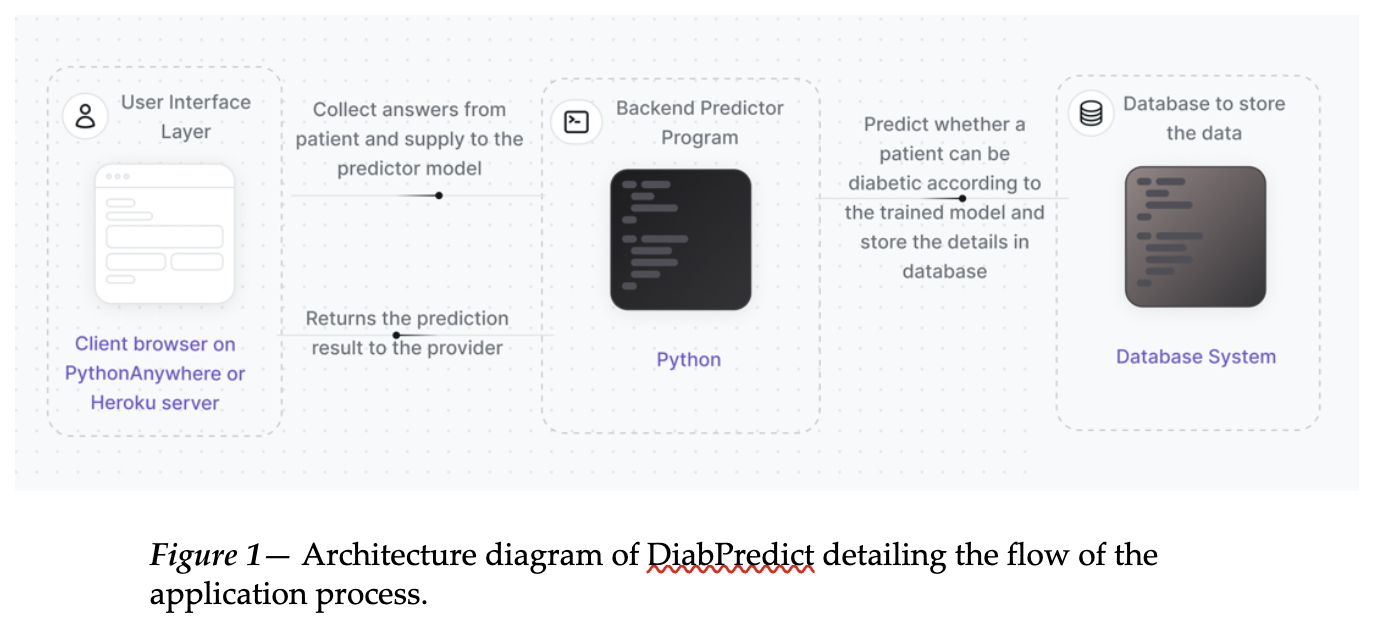 User Interface
Layer
Client browser on
PythonAnywhere or
Heroku server
Collect answers from
patient and supply to the
predictor model
Returns the prediction
result to the provider
Backend Predictor
Program
Python
Predict whether a
patient can be
diabetic according to
the trained model and
store the details in
database
Database to store
the data
Database System
Figure 1— Architecture diagram of DiabPredict detailing the flow of the
application process.